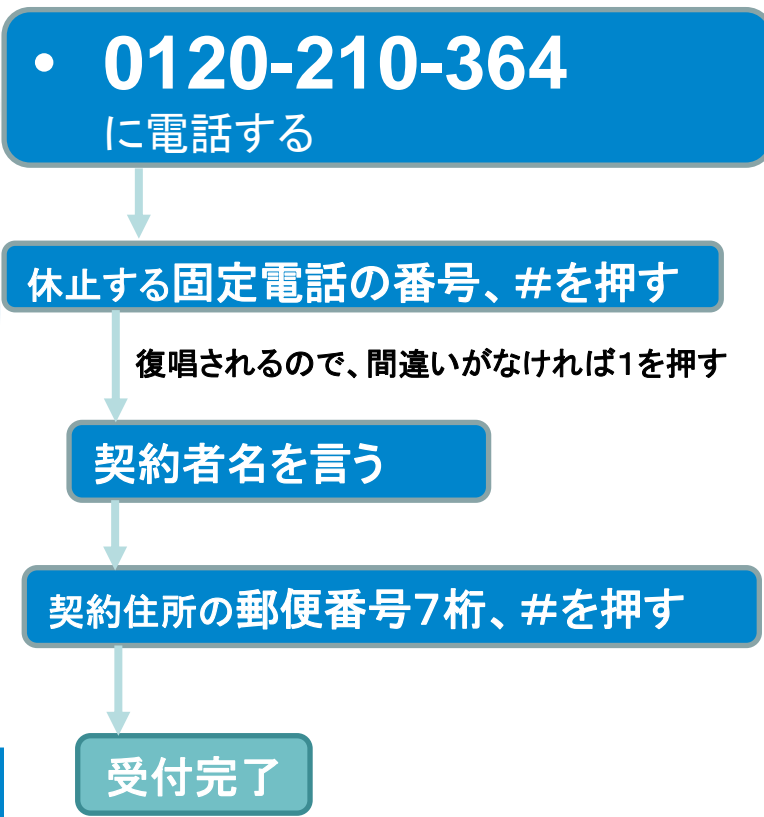 • 0120-210-364
に電話する
休止する固定電話の番号、＃を押す
復唱されるので、間違いがなければ1を押す
契約者名を言う
契約住所の郵便番号7桁、＃を押す
受付完了